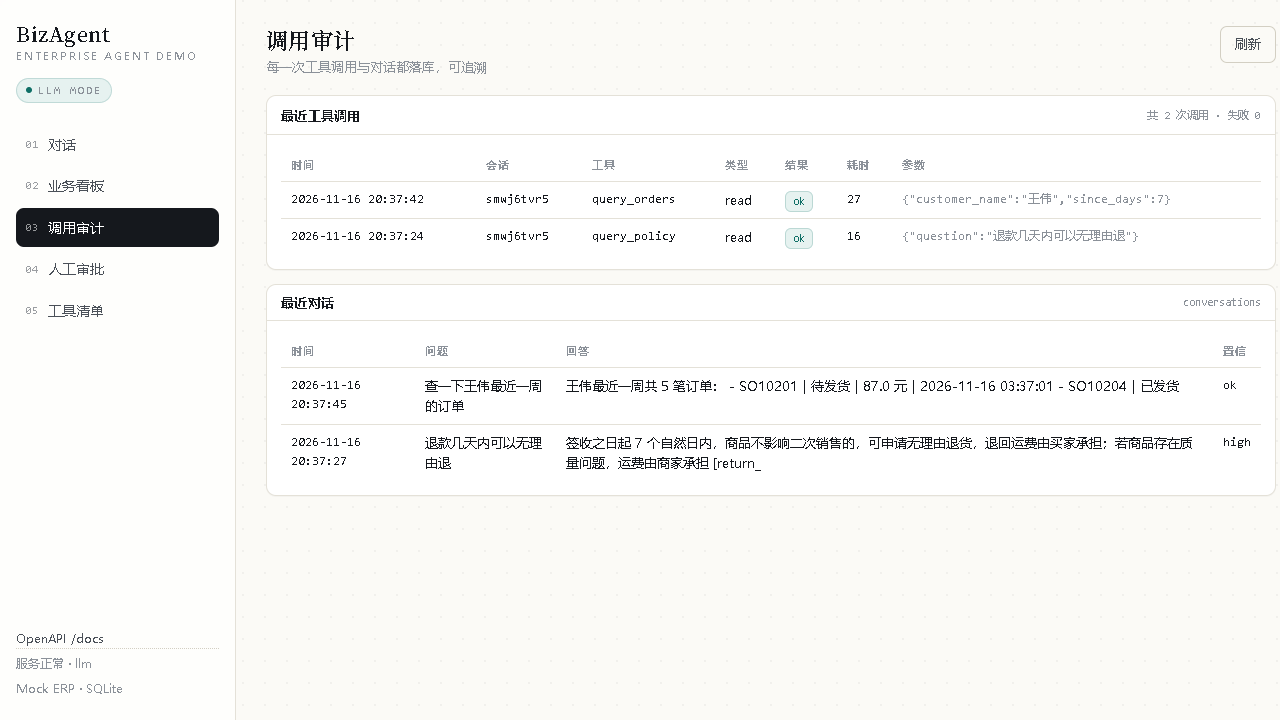 BizAgent
ENTERPRISE AGENT DEMO
LLM MODE
01 对话
02 业务看板
03 调用审计
04 人工审批
05 工具清单
OpenAPI /docs
服务正常 · llm
Mock ERP · SQLite
调用审计
每一次工具调用与对话都落库，可追溯
刷新
最近工具调用
共 2 次调用 · 失败 0
时间 会话 工具 类型 结果 耗时 参数
2026-11-16 20:37:42 smwj6tvr5 query_orders read ok 27 {"customer_name":"王伟","since_days":7}
2026-11-16 20:37:24 smwj6tvr5 query_policy read ok 16 {"question":"退款几天内可以无理由退"}
最近对话
conversations
时间 问题 回答 置信
2026-11-16 查一下王伟最近一周 王伟最近一周共 5 笔订单： - SO10201 | 待发货 | 87.0 元 | 2026-11-16 03:37:01 - SO10204 | 已发货 ok
20:37:45 的订单
2026-11-16 退款几天内可以无理 签收之日起 7 个自然日内，商品不影响二次销售的，可申请无理由退货，退回运费由买家承担；若商品存在质 high
20:37:27 由退 量问题，运费由商家承担 [return_